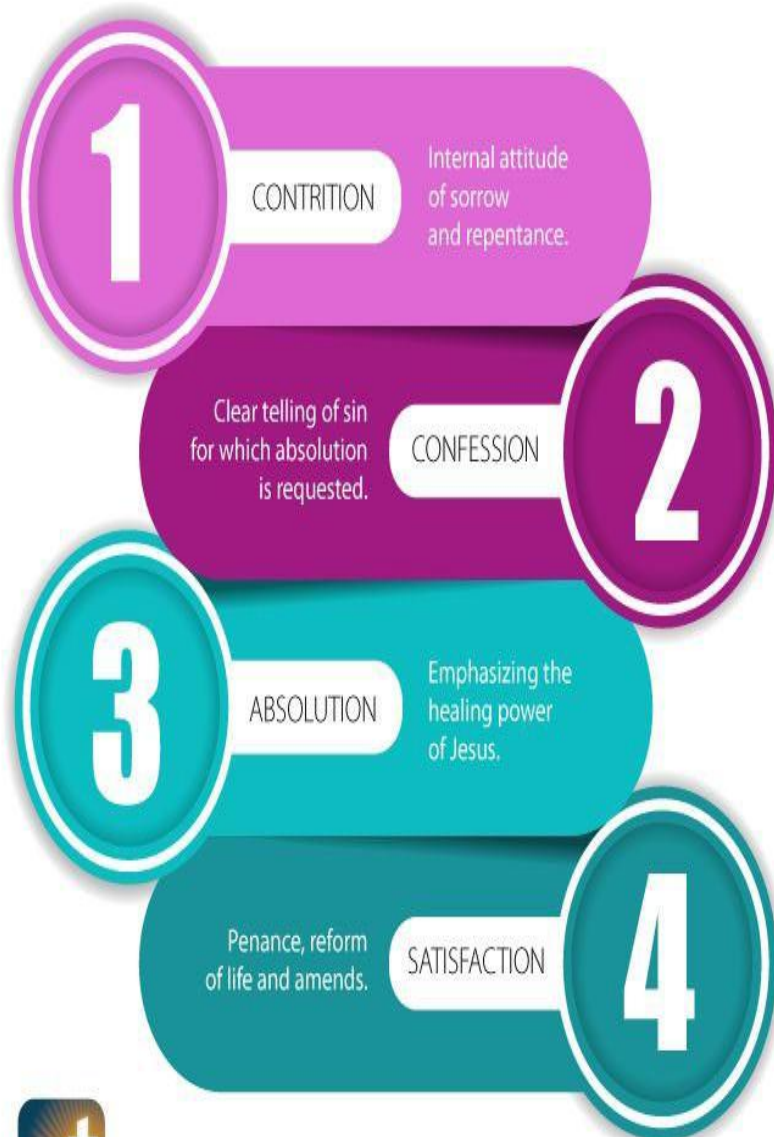 1
CONTRITION
Internal attitude
of sorrow
and repentance.
Clear telling of sin
for which absolution
is requested.
CONFESSION
2
3
ABSOLUTION
Emphasizing the
healing power
of Jesus.
Penance, reform
of life and amends.
SATISFACTION
4